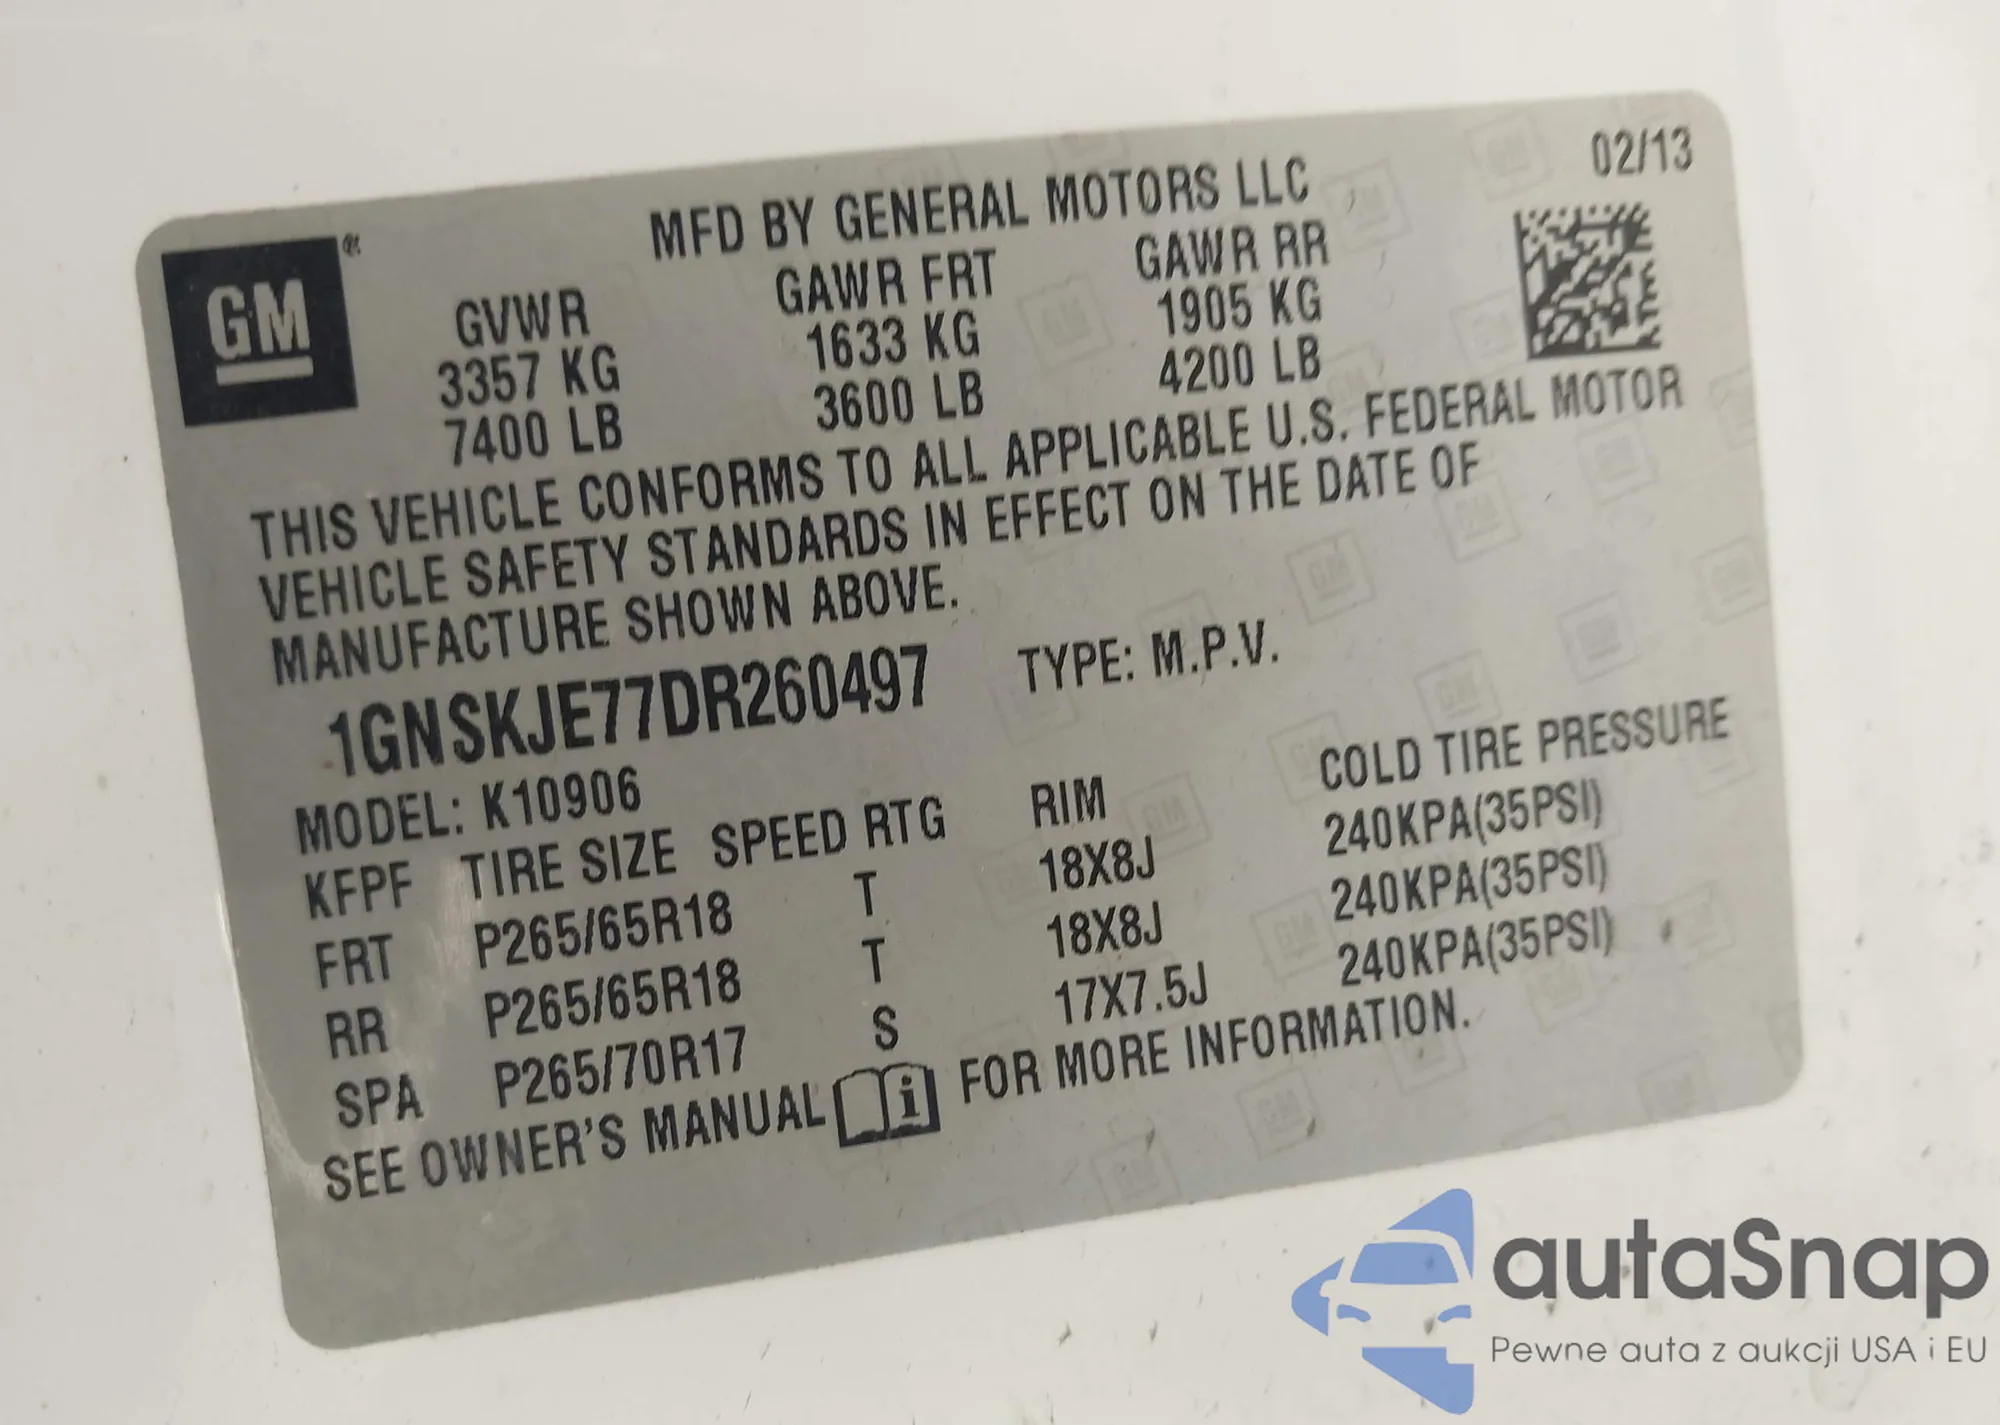 02/13
MFD BY GENERAL MOTORS LLC
GM®
GVWR GAWR FRT GAWR RR
3357 KG 1633 KG 1905 KG
7400 LB 3600 LB 4200 LB
THIS VEHICLE CONFORMS TO ALL APPLICABLE U.S. FEDERAL MOTOR
VEHICLE SAFETY STANDARDS IN EFFECT ON THE DATE OF
MANUFACTURE SHOWN ABOVE.
1GNSKJE77DR260497 TYPE: M.P.V.
MODEL: K10906
KFPF TIRE SIZE SPEED RTG RIM COLD TIRE PRESSURE
FRT P265/65R18 T 18X8J 240KPA(35PSI)
RR P265/65R18 T 18X8J 240KPA(35PSI)
SPA P265/70R17 S 17X7.5J 240KPA(35PSI)
SEE OWNER'S MANUAL i FOR MORE INFORMATION.
autaSnap
Pewne auta z aukcji USA i EU